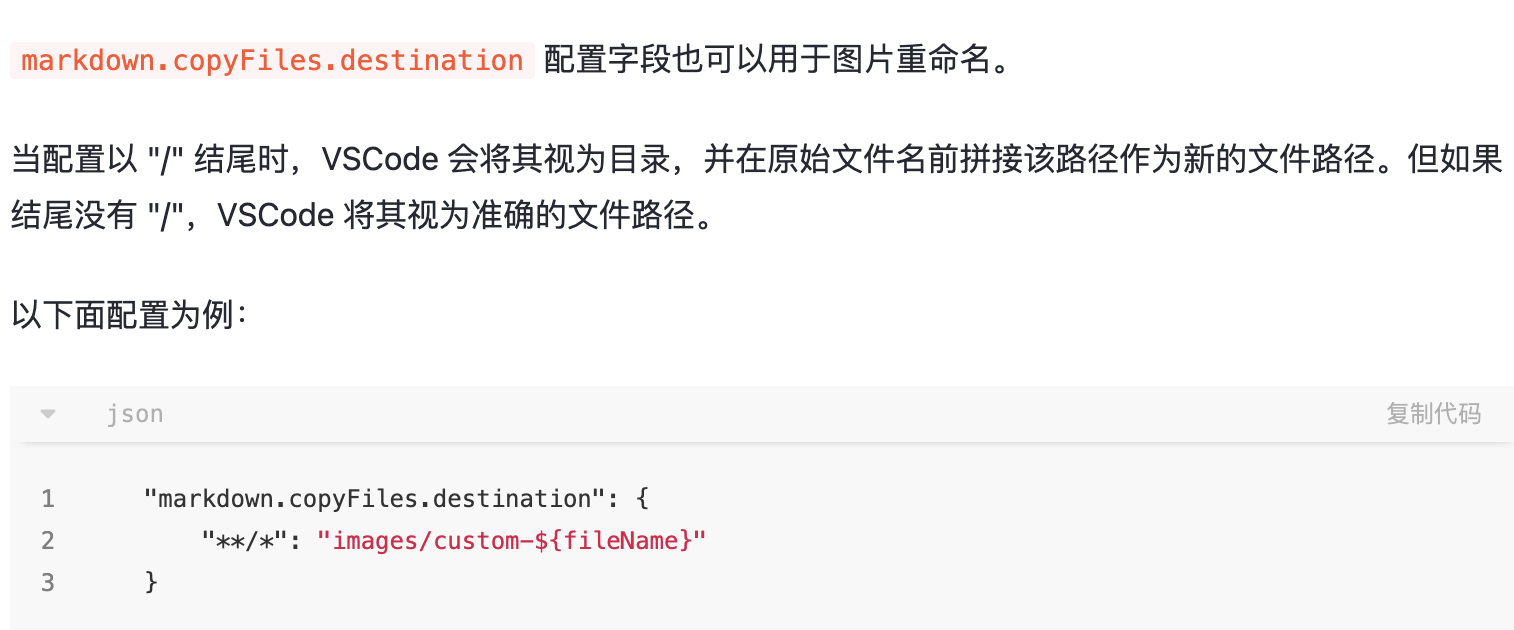 markdown.copyFiles.destination 配置字段也可以用于图片重命名。
当配置以 "/" 结尾时，VSCode 会将其视为目录，并在原始文件名前拼接该路径作为新的文件路径。但如果
结尾没有 "/"，VSCode 将其视为准确的文件路径。
以下面配置为例：
json 复制代码
1 "markdown.copyFiles.destination": {
2 "**/*": "images/custom-${fileName}"
3 }